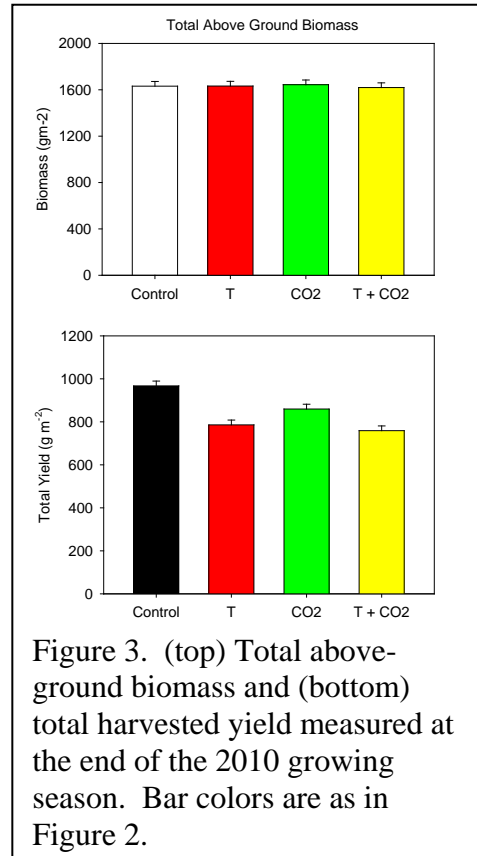 Total Above Ground Biomass
Biomass (gm-2)
2000
1600
1200
800
400
0
Control T CO2 T + CO2
Total Yield (g m⁻²)
1200
1000
800
600
400
200
0
Control T CO2 T + CO2
Figure 3. (top) Total above-
ground biomass and (bottom)
total harvested yield measured at
the end of the 2010 growing
season. Bar colors are as in
Figure 2.